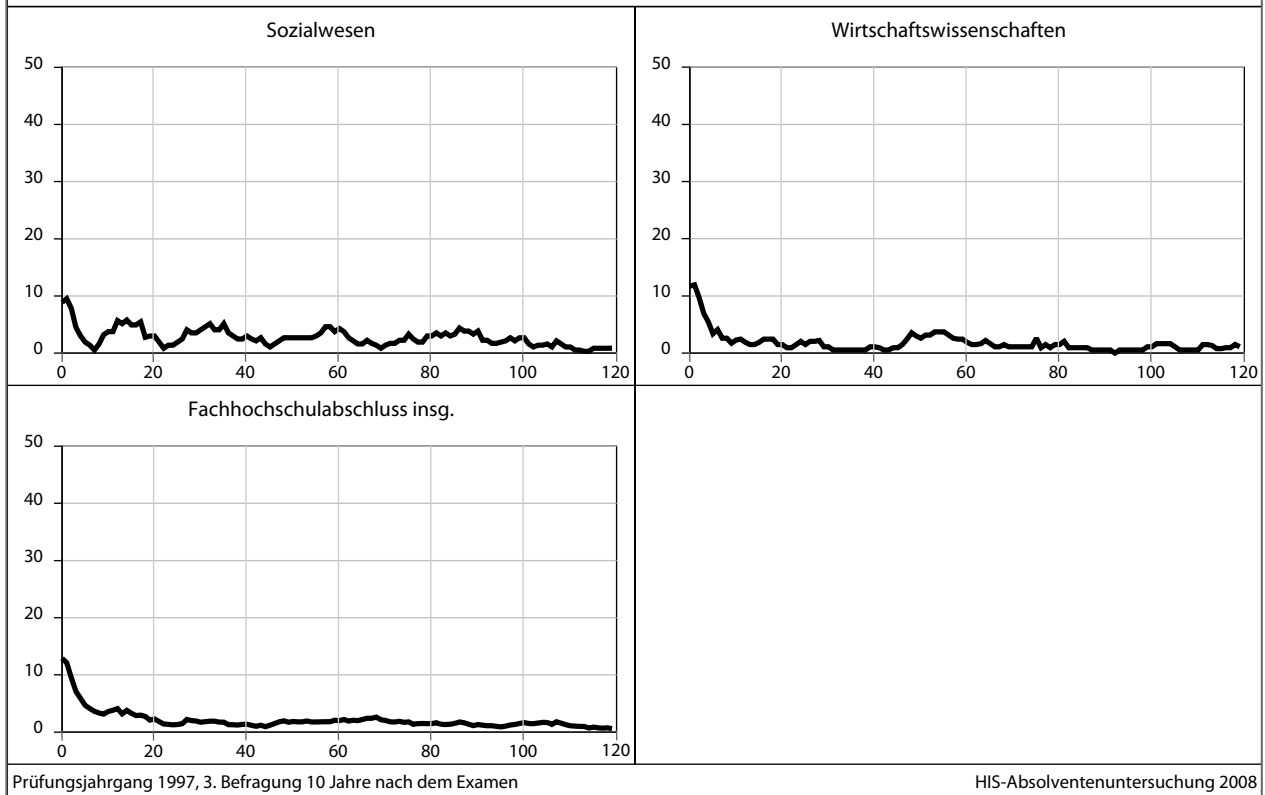 Sozialwesen
50
40
30
20
10
0
0 20 40 60 80 100 120
Wirtschaftswissenschaften
50
40
30
20
10
0
0 20 40 60 80 100 120
Fachhochschulabschluss insg.
50
40
30
20
10
0
0 20 40 60 80 100 120
Prüfungsjahrgang 1997, 3. Befragung 10 Jahre nach dem Examen
HIS-Absolventenuntersuchung 2008